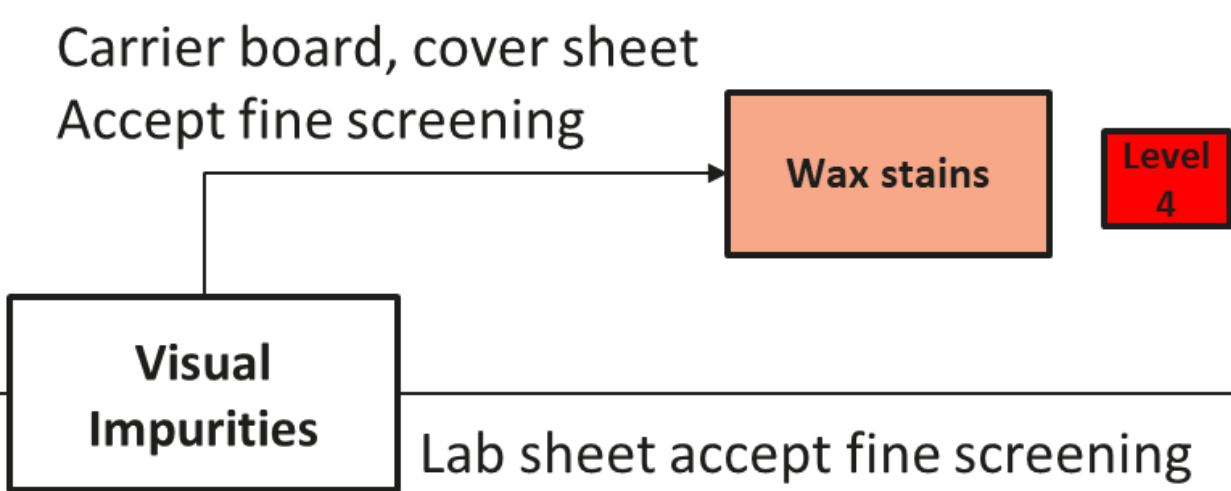 Carrier board, cover sheet
Accept fine screening
Wax stains
Level
4
Visual
Impurities
Lab sheet accept fine screening